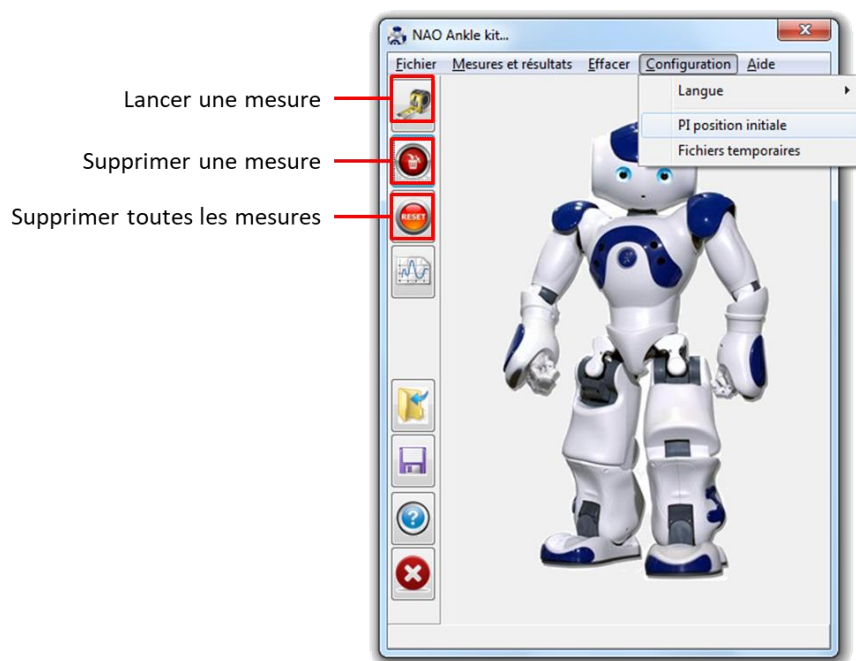 NAO Ankle kit...
Fichier Mesures et résultats Effacer Configuration Aide
Langue
PI position initiale
Fichiers temporaires
Lancer une mesure
Supprimer une mesure
Supprimer toutes les mesures
RESET